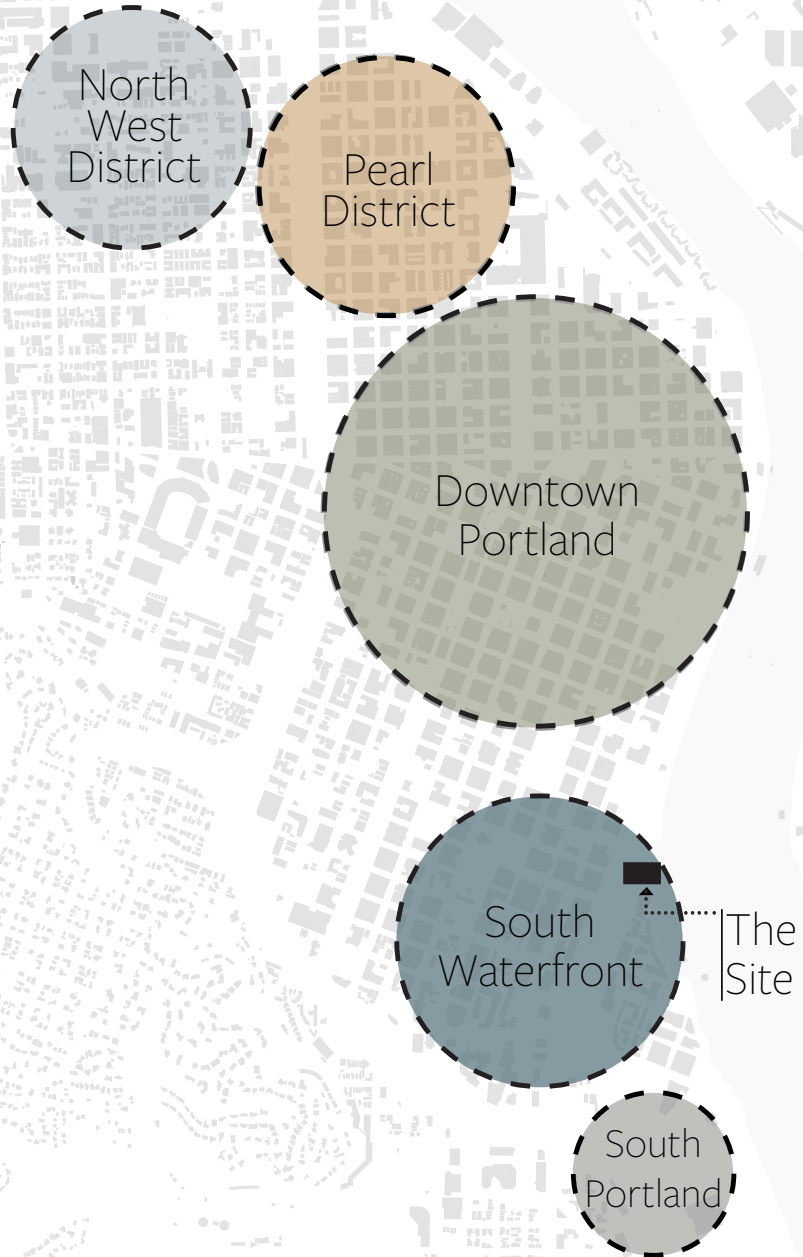 North
West
District
Pearl
District
Downtown
Portland
South
Waterfront
The
Site
South
Portland